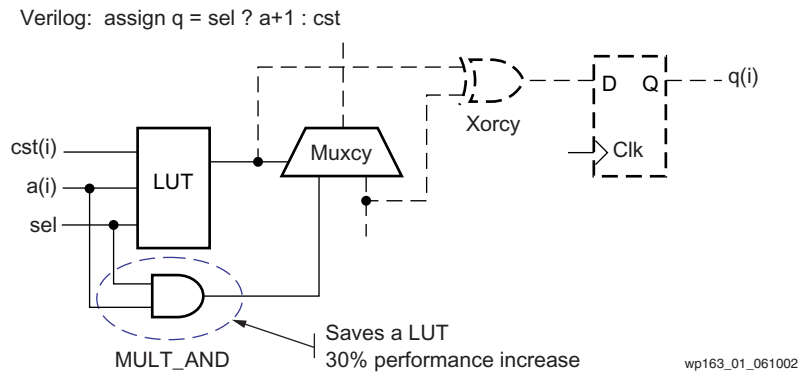 Verilog: assign q = sel ? a+1 : cst
Xorcy
D Q
Clk
q(i)
cst(i)
a(i)
sel
LUT
Muxcy
MULT_AND
Saves a LUT
30% performance increase
wp163_01_061002